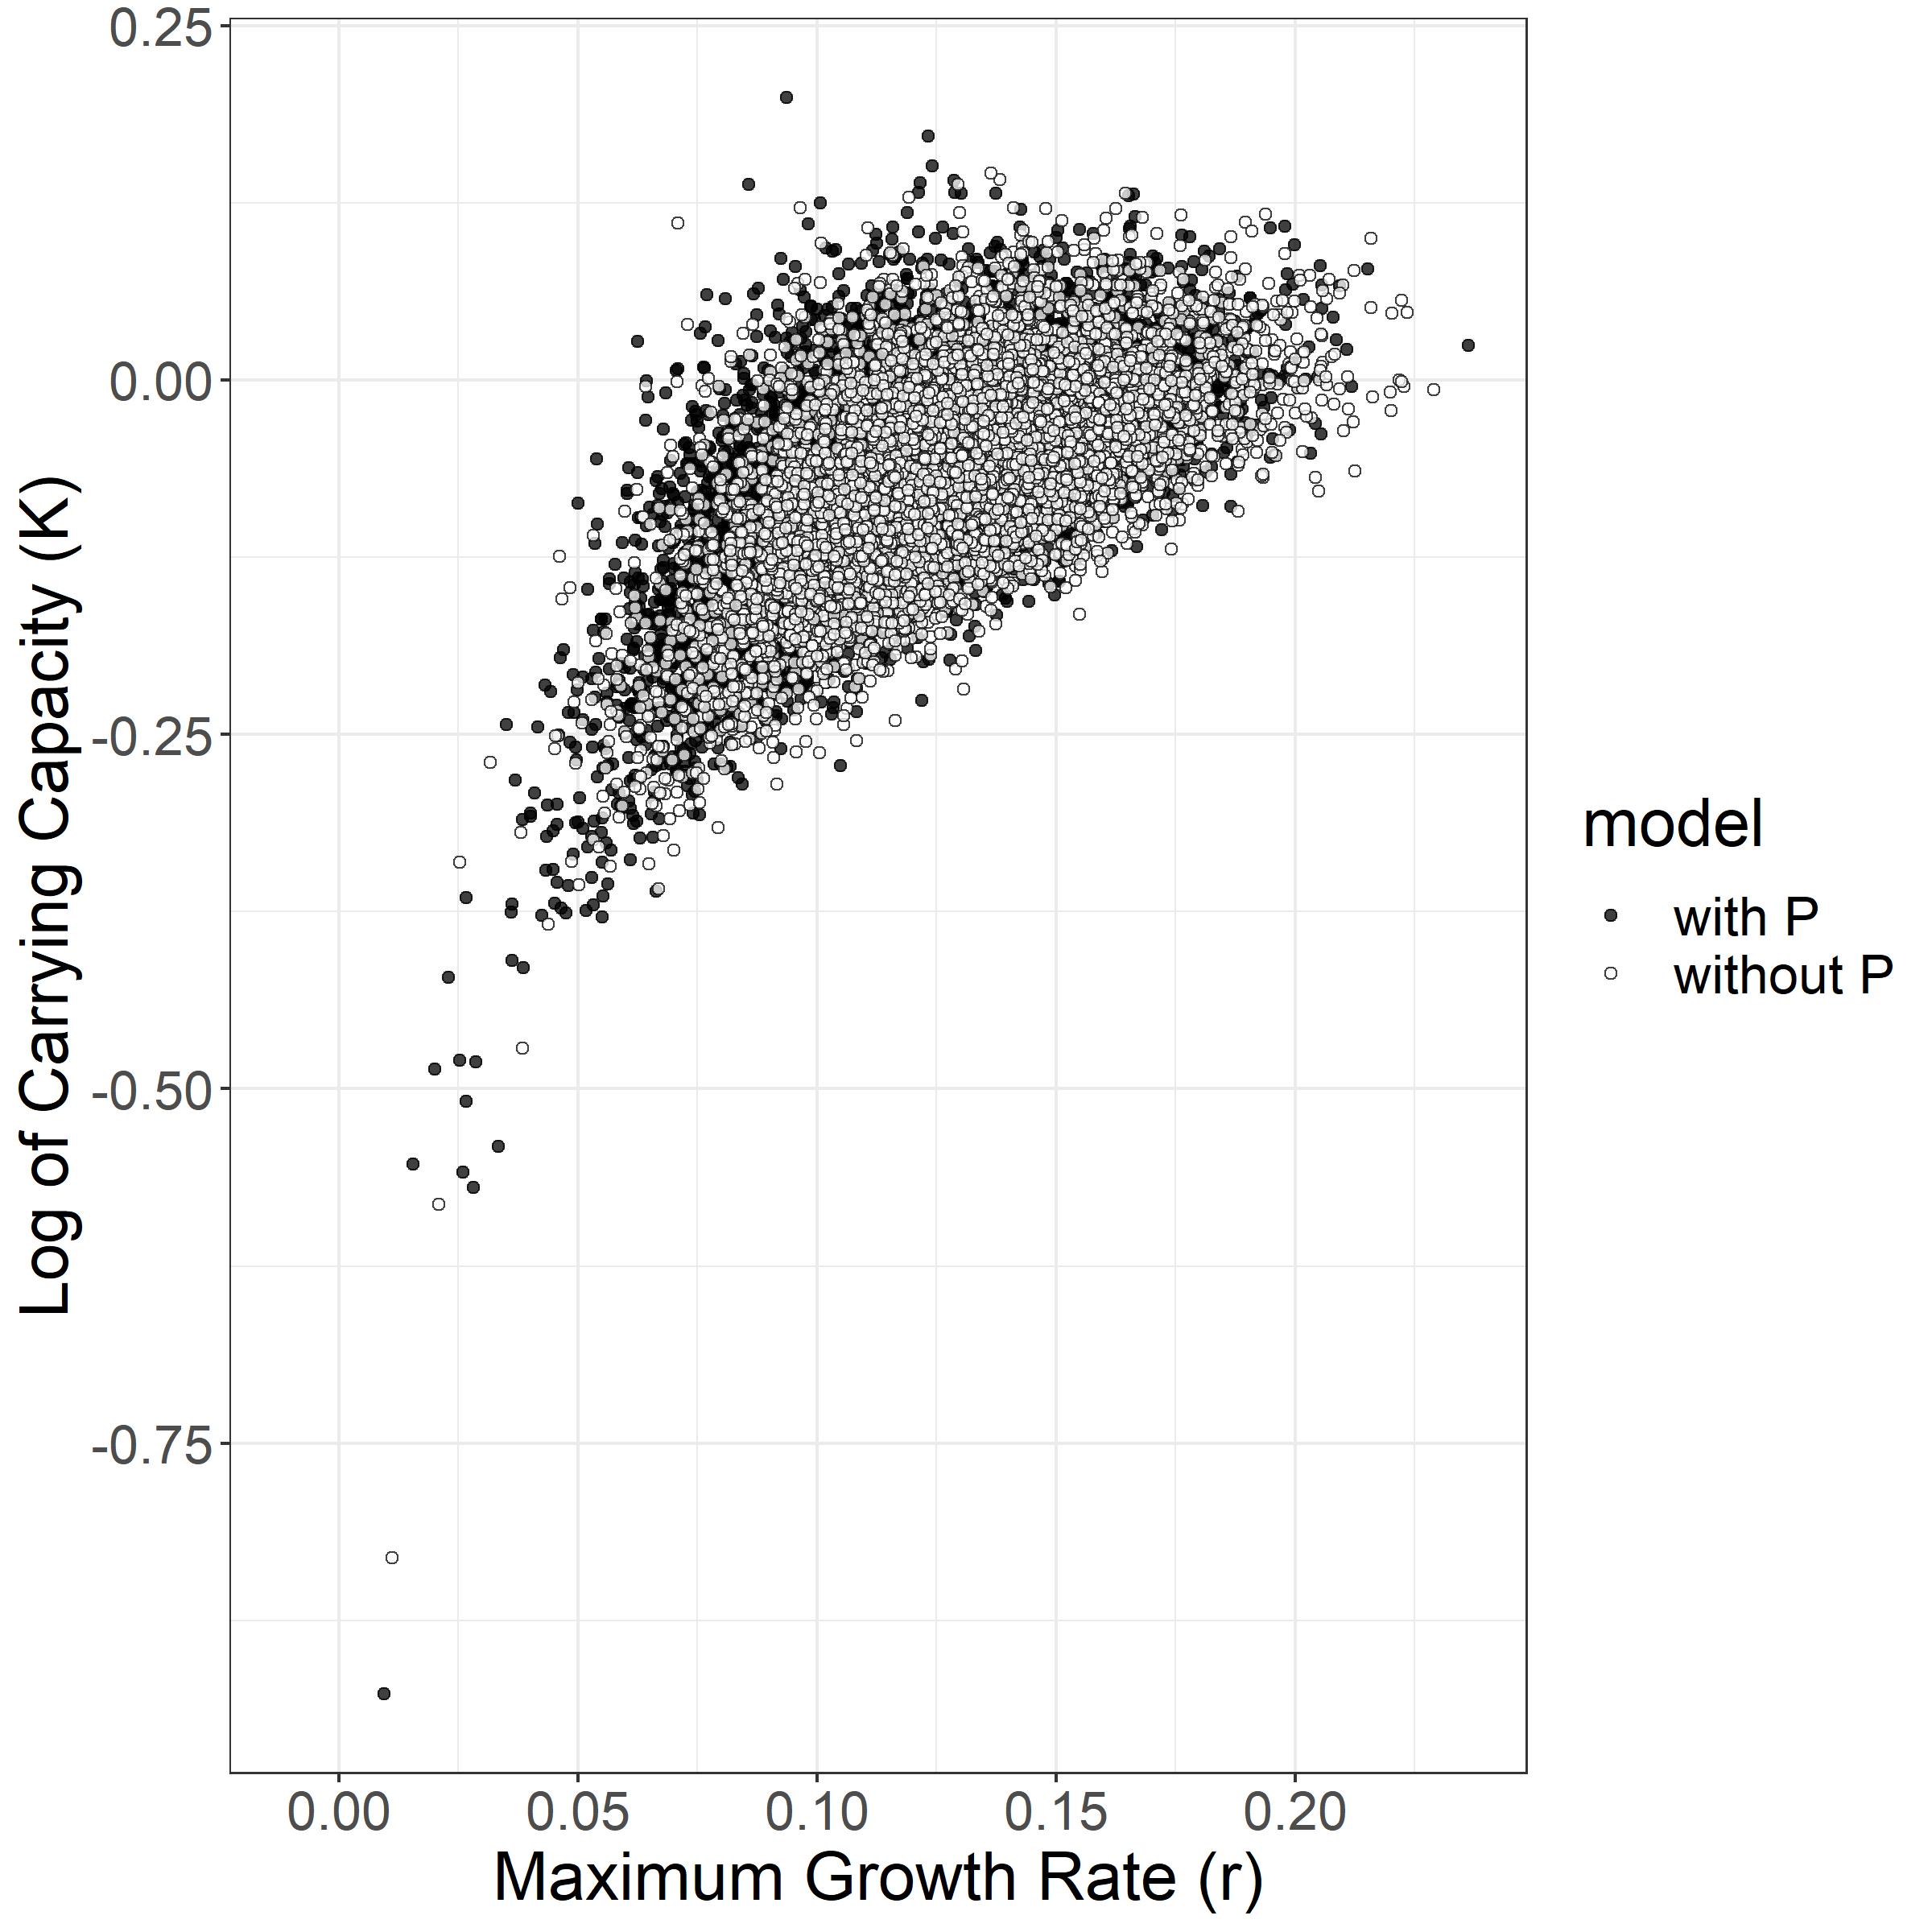 0.25
0.00
-0.25
-0.50
-0.75
Log of Carrying Capacity (K)
0.00 0.05 0.10 0.15 0.20
Maximum Growth Rate (r)
model
with P
without P